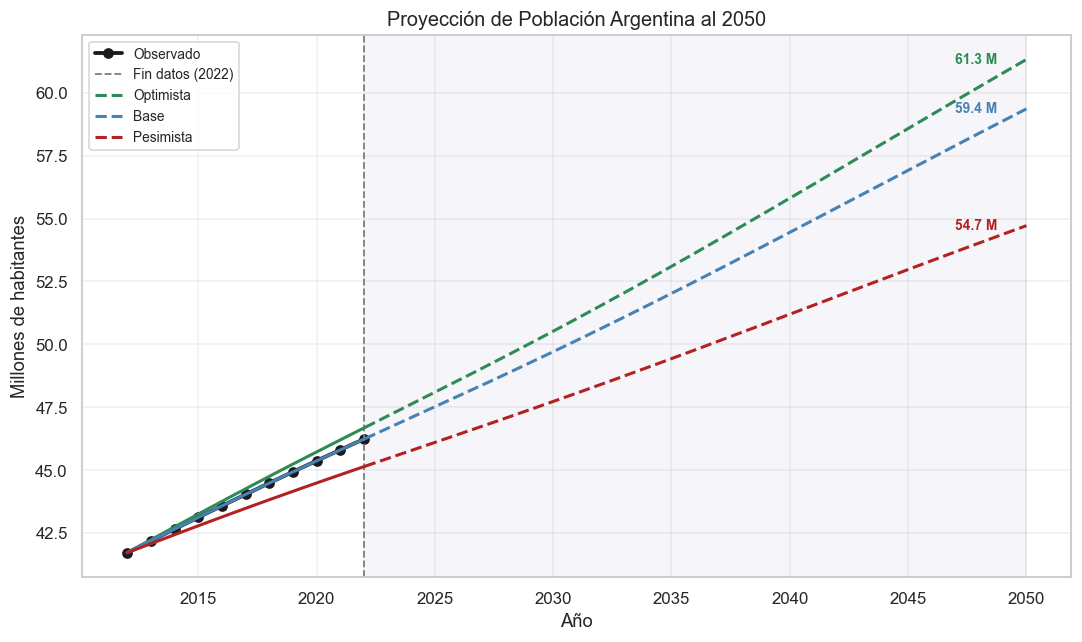 Proyección de Población Argentina al 2050
Observado
Fin datos (2022)
Optimista
Base
Pesimista
61.3 M
59.4 M
54.7 M
60.0
57.5
55.0
52.5
50.0
47.5
45.0
42.5
Millones de habitantes
2015
2020
2025
2030
2035
2040
2045
2050
Año